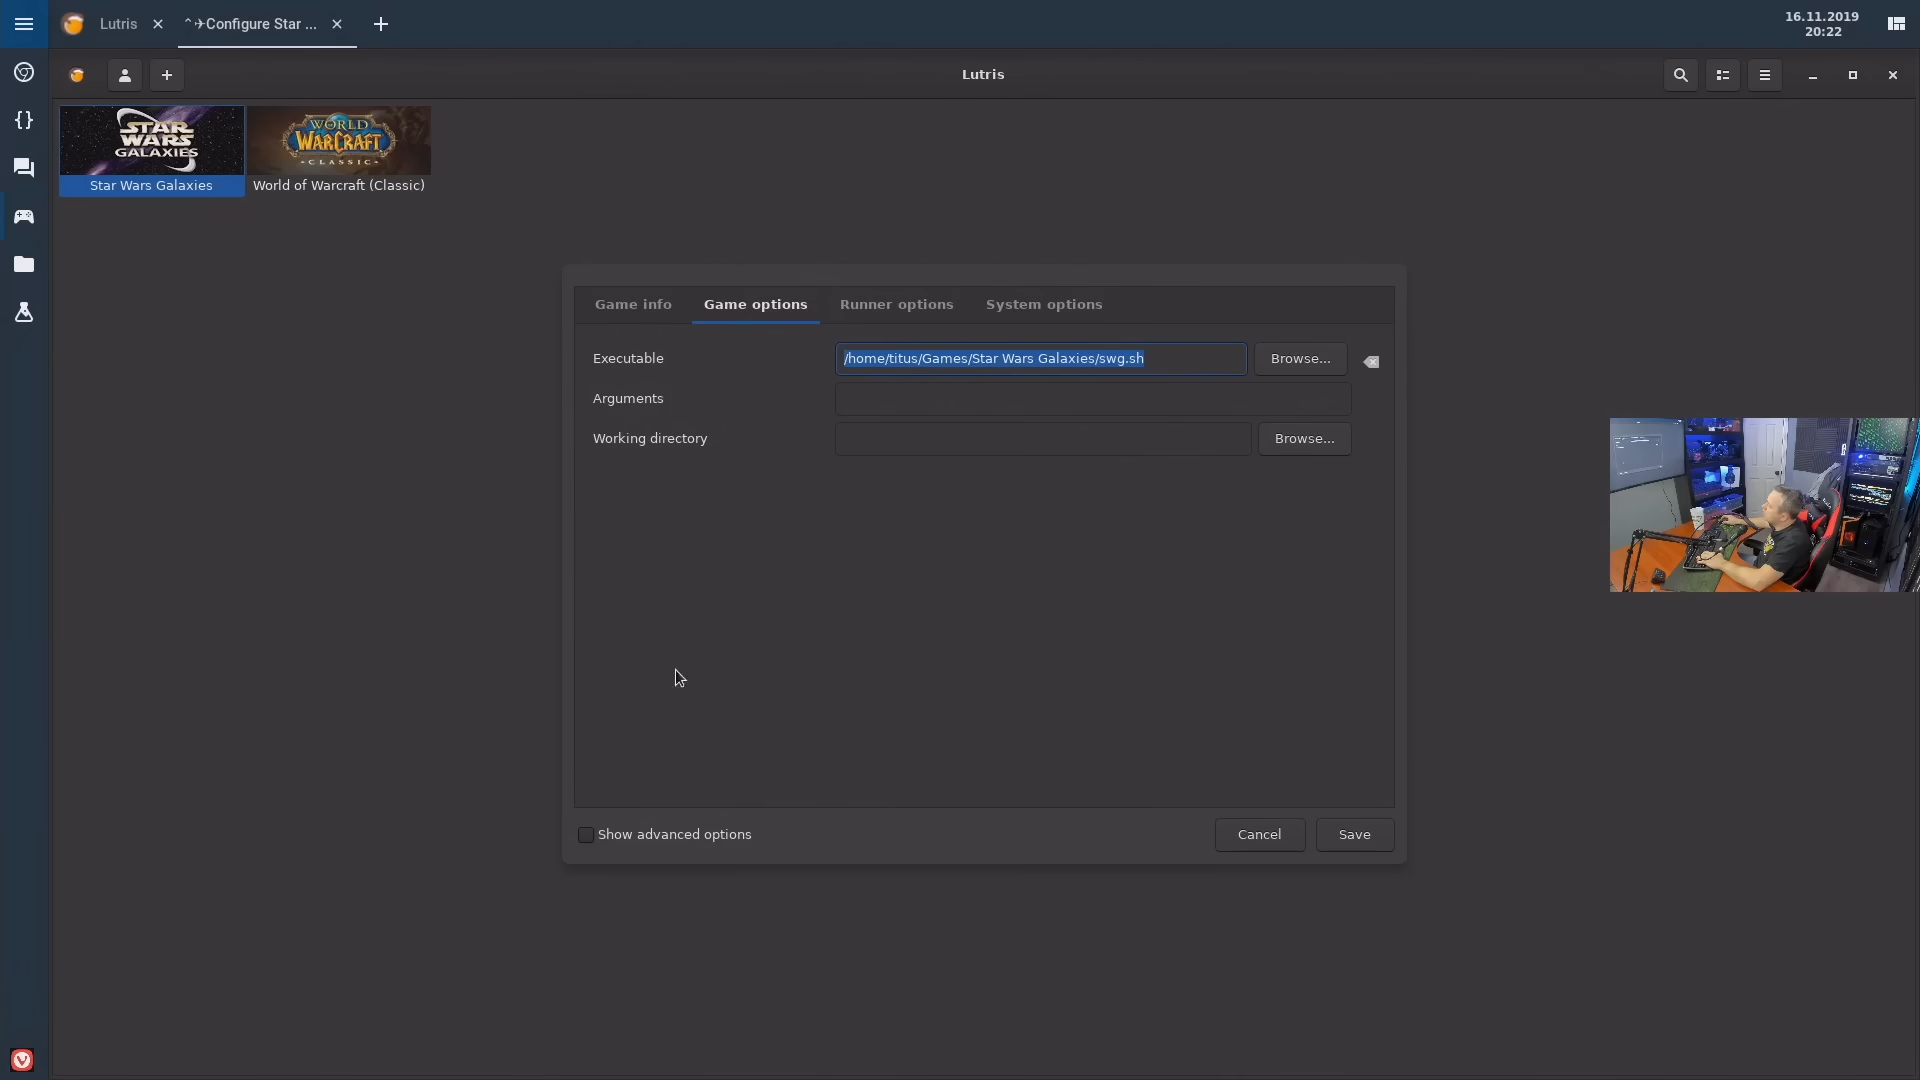 Lutris
^✈Configure Star ...
16.11.2019
20:22
Lutris
STAR WARS GALAXIES
WORLD OF WARCRAFT CLASSIC
Star Wars Galaxies
World of Warcraft (Classic)
Game info
Game options
Runner options
System options
Executable
/home/titus/Games/Star Wars Galaxies/swg.sh
Browse...
Arguments
Working directory
Browse...
Show advanced options
Cancel
Save